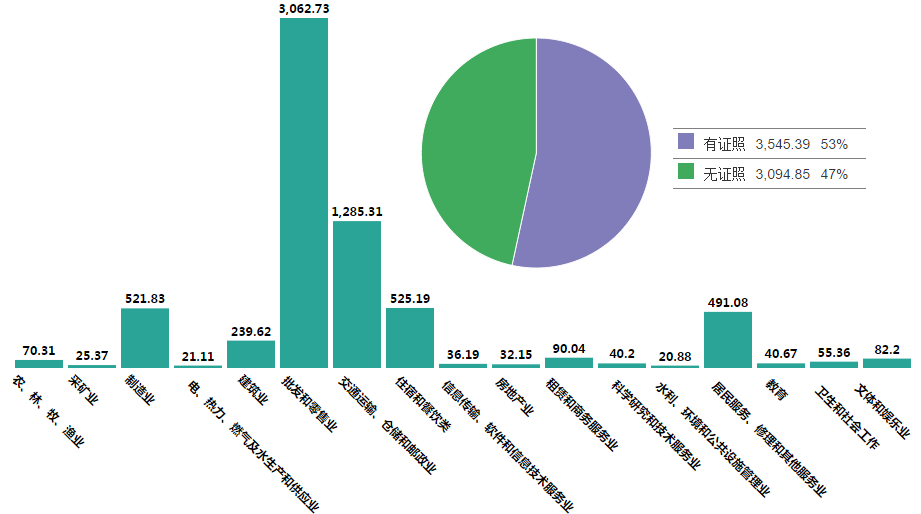 3,062.73
有证照 3,545.39 53%
无证照 3,094.85 47%
1,285.31
521.83
525.19
491.08
239.62
70.31
25.37
21.11
36.19
32.15
90.04
40.2
20.88
40.67
55.36
82.2
农、林、牧、渔业
采矿业
制造业
电、热力、燃气及水生产和供应业
建筑业
批发和零售业
交通运输、仓储和邮政业
住宿和餐饮类
信息传输、软件和信息技术服务业
房地产业
租赁和商务服务业
科学研究和技术服务业
水利、环境和公共设施管理业
居民服务、修理和其他服务业
教育
卫生和社会工作
文体和娱乐业